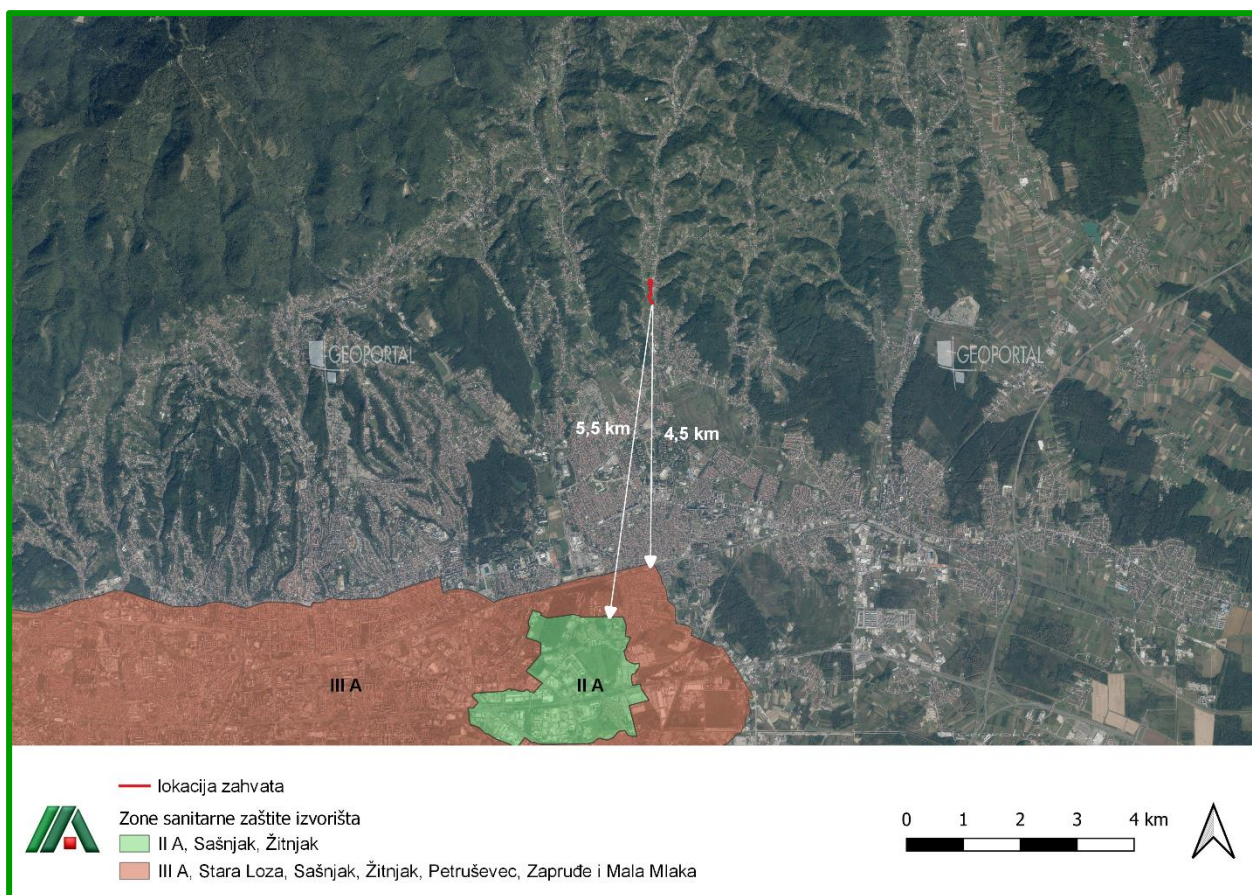 GEOPORTAL
GEOPORTAL
5,5 km
4,5 km
III A
II A
lokacija zahvata
Zone sanitarne zaštite izvorišta
II A, Sašnjak, Žitnjak
III A, Stara Loza, Sašnjak, Žitnjak, Petruševec, Zapruđe i Mala Mlaka
0 1 2 3 4 km